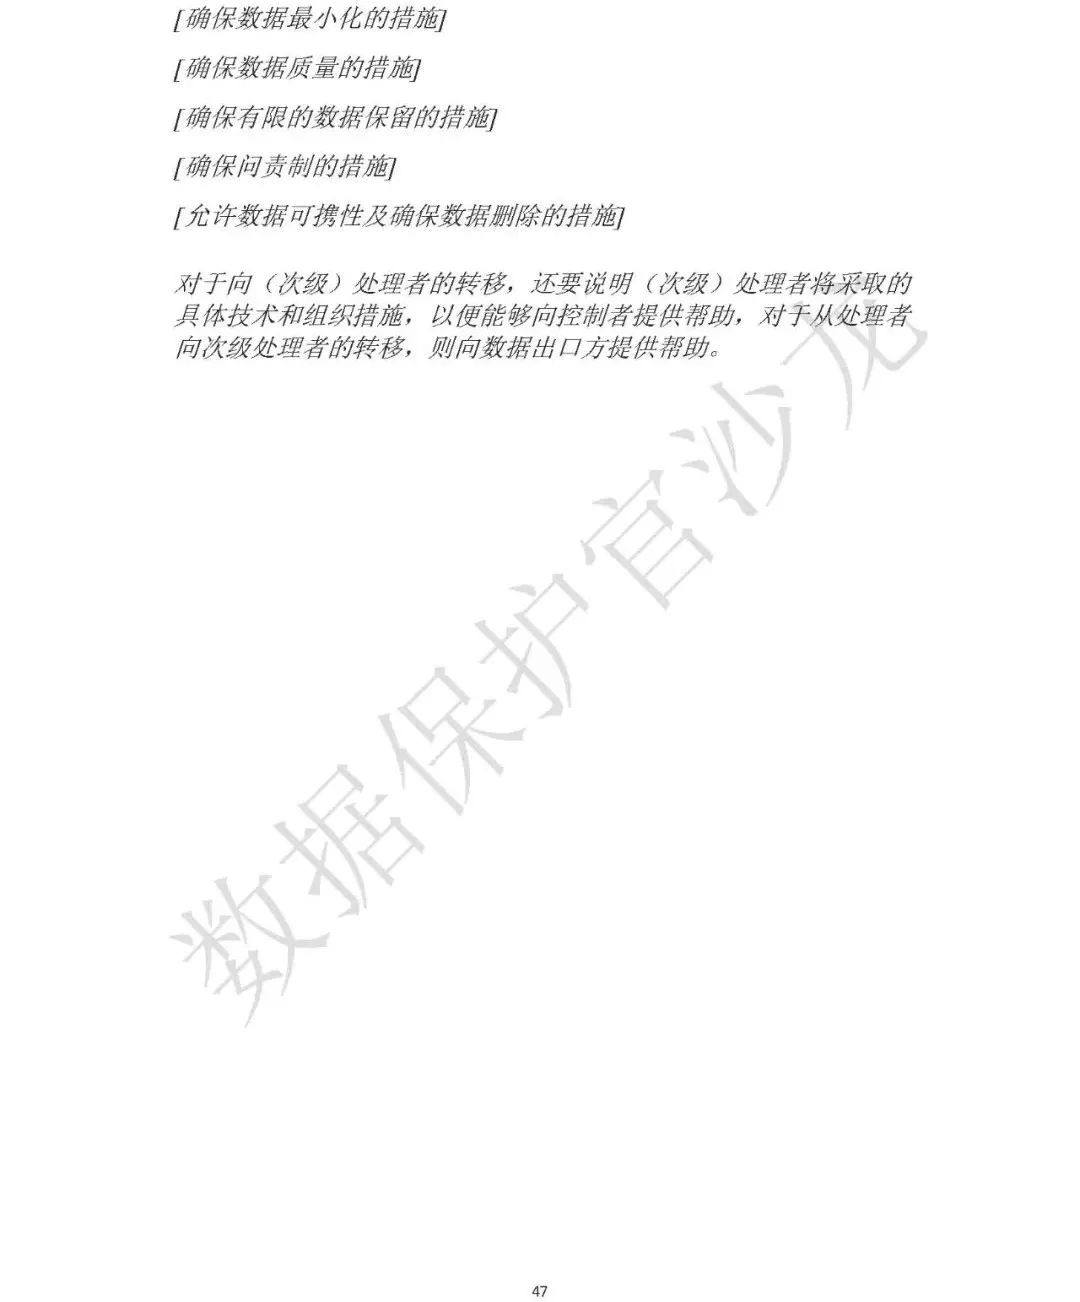 [确保数据最小化的措施]
[确保数据质量的措施]
[确保有限的数据保留的措施]
[确保问责制的措施]
[允许数据可携性及确保数据删除的措施]
对于向（次级）处理者的转移，还要说明（次级）处理者将采取的
具体技术和组织措施，以便能够向控制者提供帮助，对于从处理者
向次级处理者的转移，则向数据出口方提供帮助。
数据保护官沙龙
47